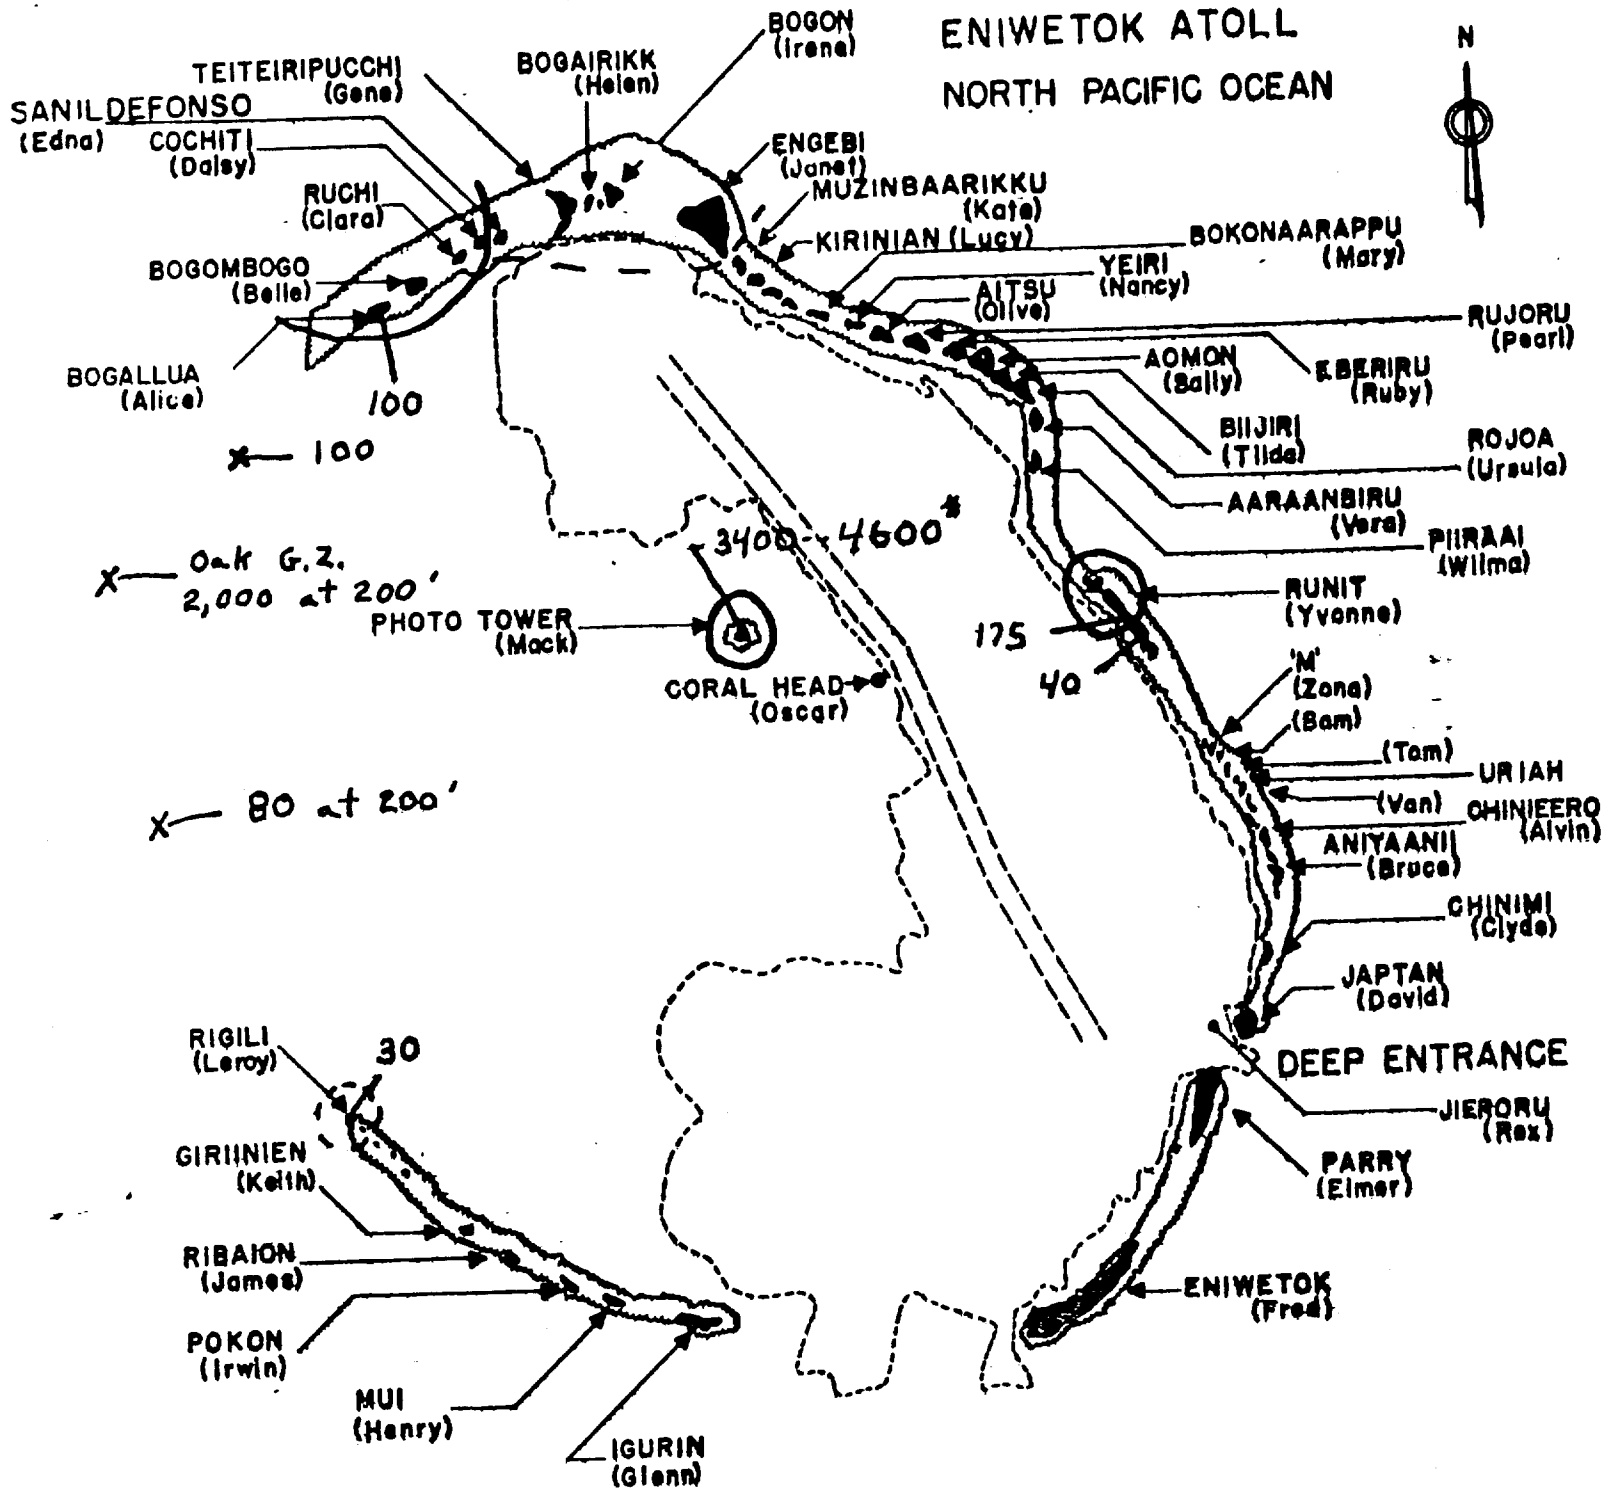 ENIWETOK ATOLL
NORTH PACIFIC OCEAN
N
BOGON
(Irene)
BOGAIRIKK
(Helen)
TEITEIRIPUCCHI
(Gene)
SANILDEFONSO
(Edna)
COCHITI
(Daisy)
RUCHI
(Clara)
BOGOMBOGO
(Belle)
BOGALLUA
(Alice)
100
X — 100
ENGEBI
(Janet)
MUZINBAARIKKU
(Kate)
KIRINIAN (Lucy)
BOKONAARAPPU
(Mary)
YEIRI
(Nancy)
AITSU
(Olive)
RUJORU
(Pearl)
EBERIRU
(Ruby)
AOMON
(Sally)
BIIJIRI
(Tilda)
ROJOA
(Ursula)
AARAANBIRU
(Vera)
PIIRAAI
(Wilma)
RUNIT
(Yvonne)
3400 - 4600*
X — Oak G.Z.
2,000 at 200'
PHOTO TOWER
(Mack)
CORAL HEAD
(Oscar)
175
40
'M'
(Zona)
(Sam)
(Tom)
URIAH
(Van)
CHINIEERO
(Alvin)
ANIYAANII
(Bruce)
X — 80 at 200'
CHINIMI
(Clyde)
JAPTAN
(David)
DEEP ENTRANCE
JIERORU
(Rex)
PARRY
(Elmer)
ENIWETOK
(Fred)
RIGILI
(Leroy)
30
GIRIINIEN
(Keith)
RIBAION
(James)
POKON
(Irwin)
MUI
(Henry)
IGURIN
(Glenn)